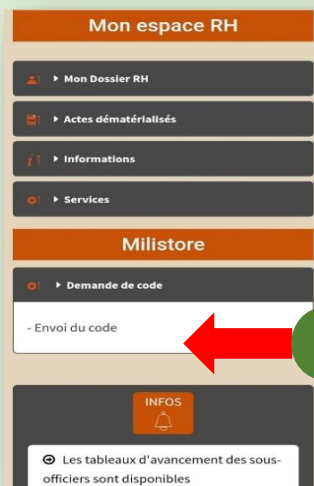 Mon espace RH
Mon Dossier RH
Actes dématérialisés
Informations
Services
Milistore
Demande de code
- Envoi du code
INFOS
Les tableaux d'avancement des sous-
officiers sont disponibles